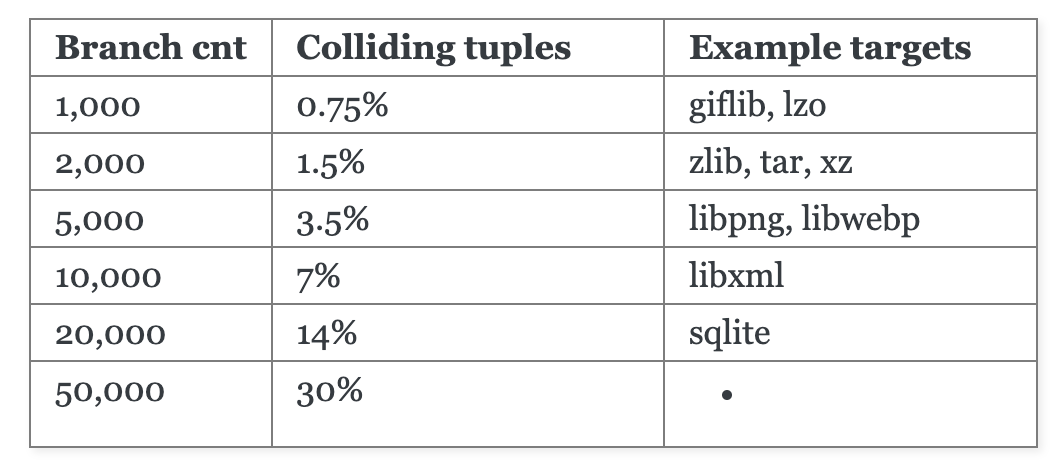 Branch cnt Colliding tuples Example targets
1,000 0.75% giflib, lzo
2,000 1.5% zlib, tar, xz
5,000 3.5% libpng, libwebp
10,000 7% libxml
20,000 14% sqlite
50,000 30% •